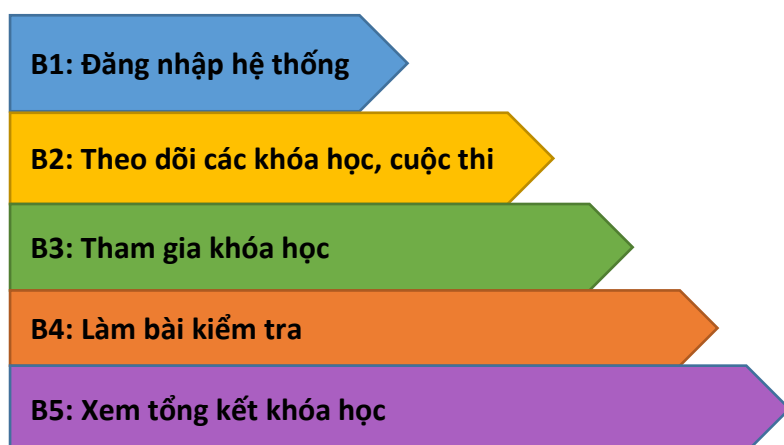 B1: Đăng nhập hệ thống
B2: Theo dõi các khóa học, cuộc thi
B3: Tham gia khóa học
B4: Làm bài kiểm tra
B5: Xem tổng kết khóa học